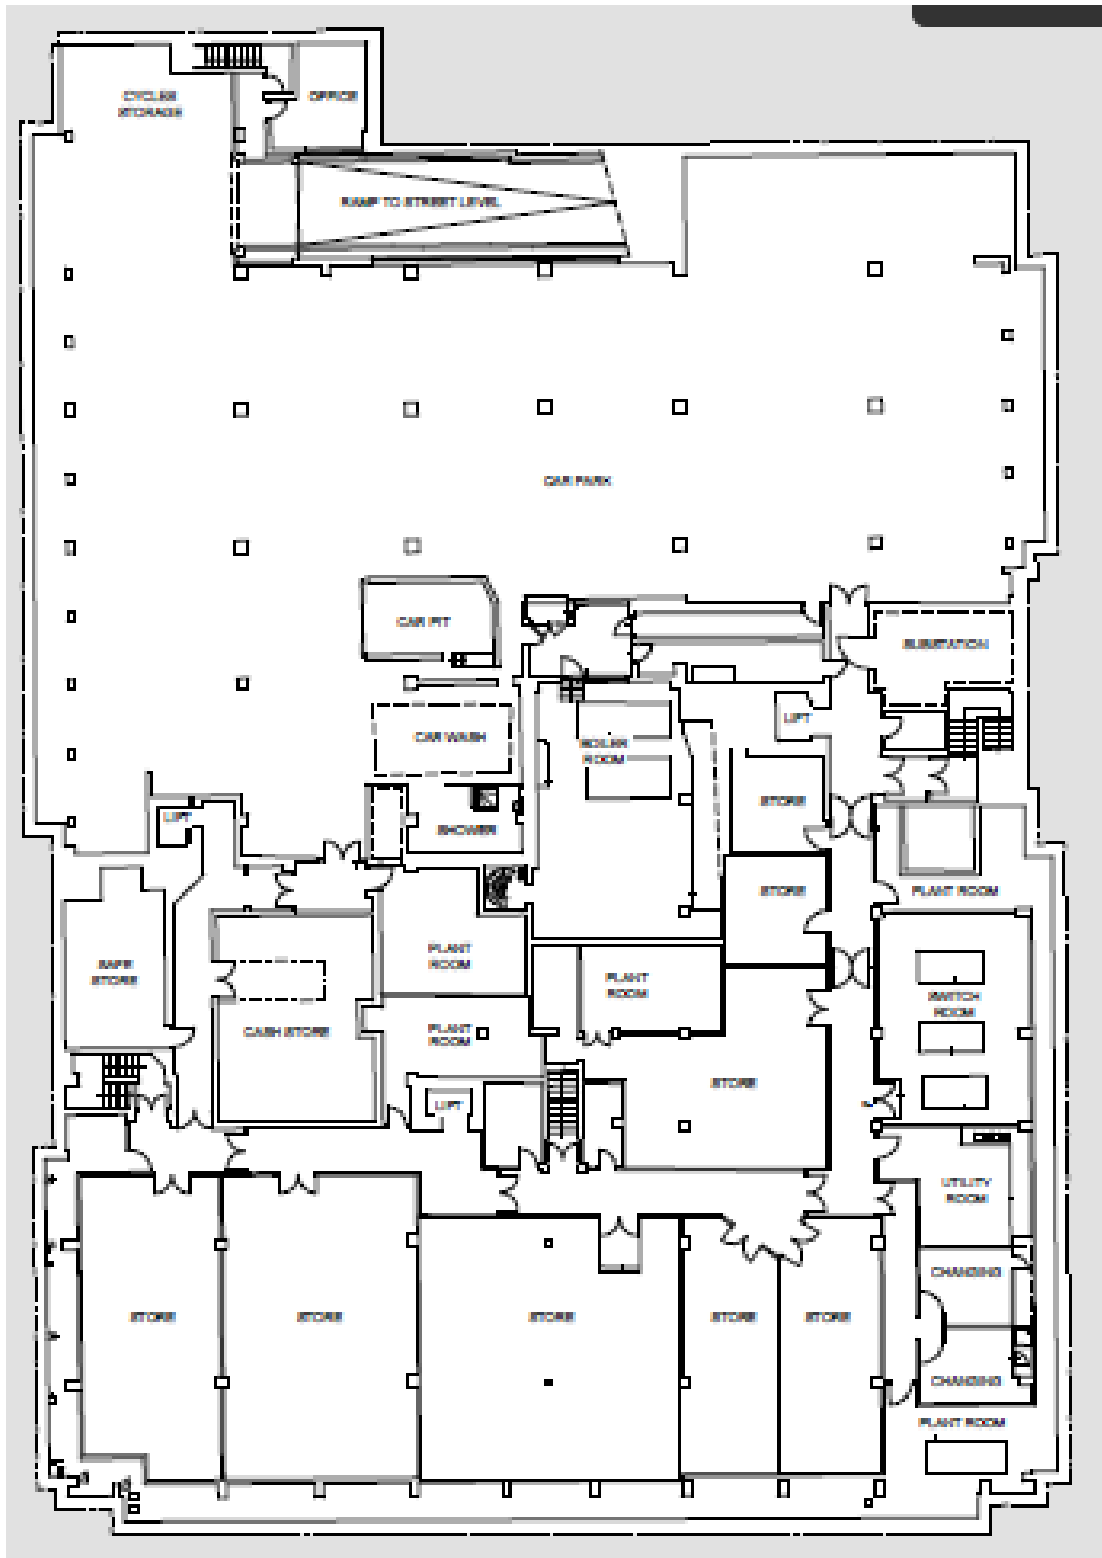 CYCLES
STORAGE
OFFICE
RAMP TO STREET LEVEL
CAR PARK
CAR PIT
SUBSTATION
CAR WASH
LIFT
BOILER
ROOM
STORE
LIFT
SHOWER
STORE
PLANT ROOM
PLANT
ROOM
SAFE
STORE
PLANT
ROOM
SWITCH
ROOM
CASH STORE
PLANT
ROOM
STORE
LIFT
UTILITY
ROOM
CHANGING
STORE
STORE
STORE
STORE
STORE
CHANGING
PLANT ROOM